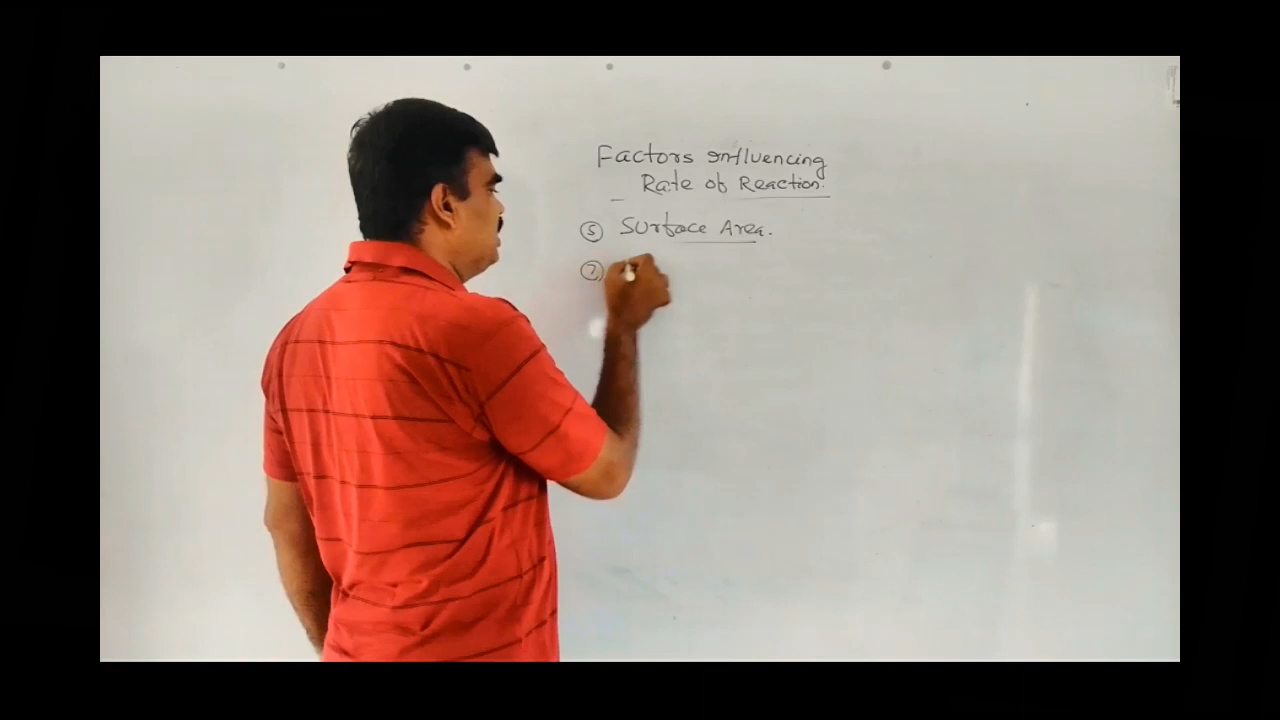 Factors Influencing
Rate of Reaction.
⑤ Surface Area.